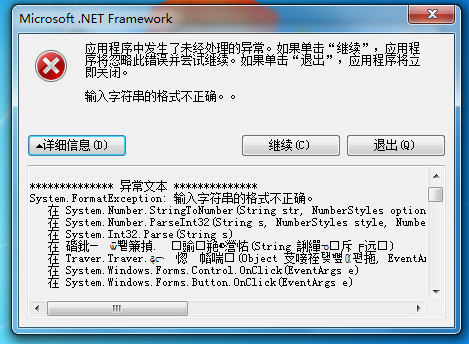 Microsoft .NET Framework
应用程序中发生了未经处理的异常。如果单击“继续”，应用程
序将忽略此错误并尝试继续。如果单击“退出”，应用程序将立
即关闭。
输入字符串的格式不正确。。
详细信息(D)
继续(C)
退出(Q)
************** 异常文本 **************
System.FormatException: 输入字符串的格式不正确。
在 System.Number.StringToNumber(String str, NumberStyles option
在 System.Number.ParseInt32(String s, NumberStyles style, Number
在 System.Int32.Parse(String s)
在 (String
在 Traver.Traver. (Object EventAr
在 System.Windows.Forms.Control.OnClick(EventArgs e)
在 System.Windows.Forms.Button.OnClick(EventArgs e)